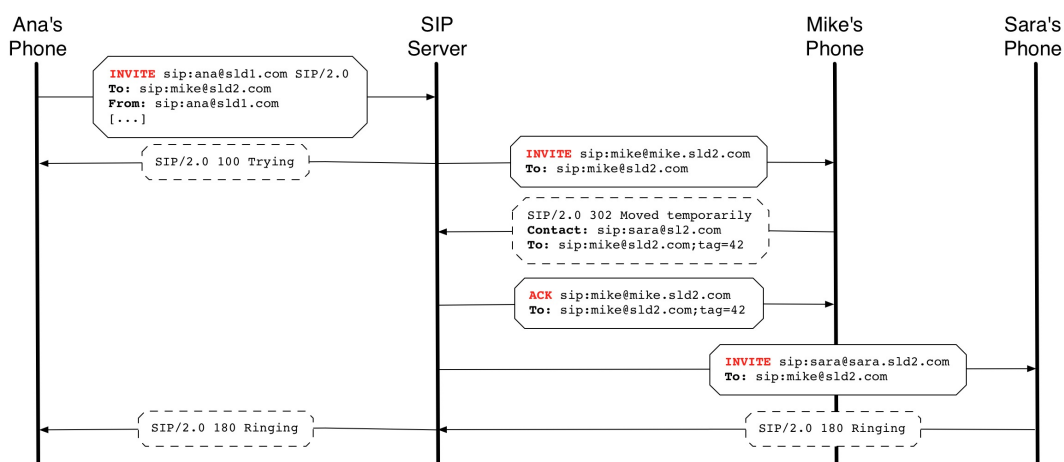 Ana's
Phone
SIP
Server
Mike's
Phone
Sara's
Phone
INVITE sip:ana@sld1.com SIP/2.0
To: sip:mike@sld2.com
From: sip:ana@sld1.com
[...]
SIP/2.0 100 Trying
INVITE sip:mike@mike.sld2.com
To: sip:mike@sld2.com
SIP/2.0 302 Moved temporarily
Contact: sip:sara@sl2.com
To: sip:mike@sld2.com;tag=42
ACK sip:mike@mike.sld2.com
To: sip:mike@sld2.com;tag=42
INVITE sip:sara@sara.sld2.com
To: sip:mike@sld2.com
SIP/2.0 180 Ringing
SIP/2.0 180 Ringing